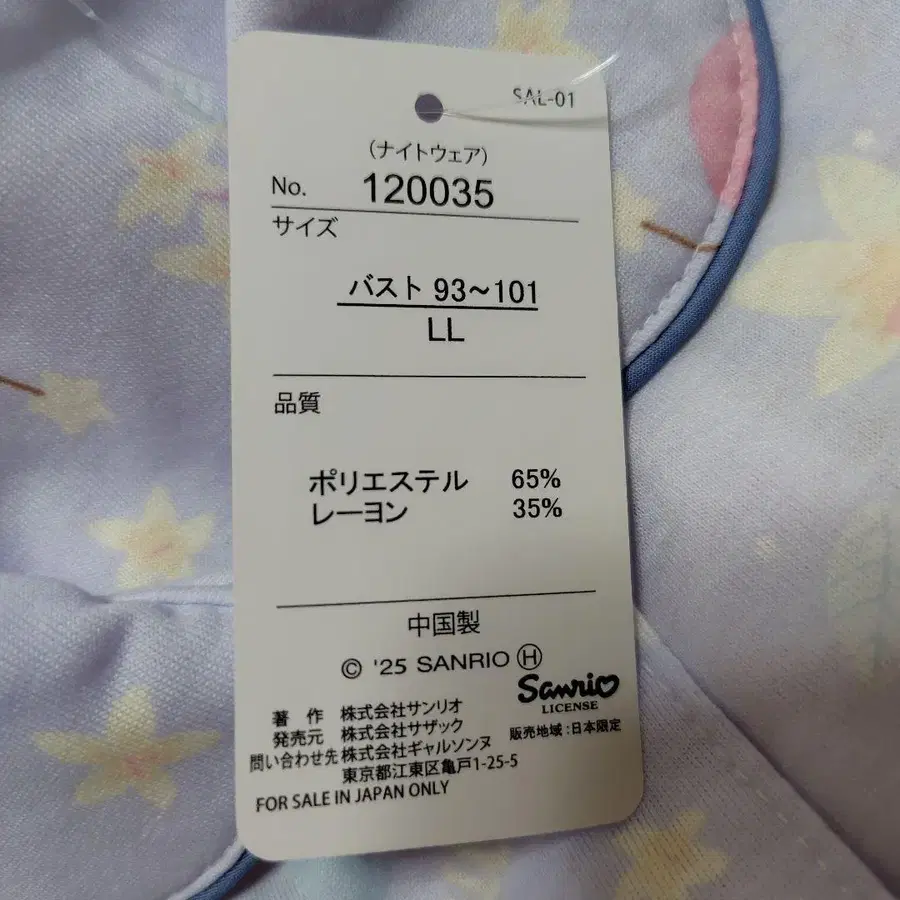 SAL-01
(ナイトウェア)
No. 120035
サイズ
バスト 93~101
LL
品質
ポリエステル 65%
レーヨン 35%
中国製
© '25 SANRIO Ⓗ
Sanrio
LICENSE
著 作 株式会社サンリオ
発売元 株式会社サザック
販売地域:日本限定
問い合わせ先 株式会社ギャルソンヌ
東京都江東区亀戸1-25-5
FOR SALE IN JAPAN ONLY